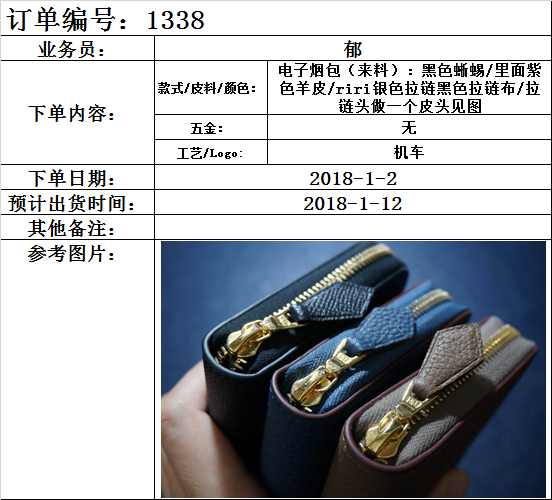 订单编号：1338
业务员：
郁
下单内容：
款式/皮料/颜色：
电子烟包（来料）：黑色蜥蜴/里面紫
色羊皮/riri银色拉链黑色拉链布/拉
链头做一个皮头见图
五金：
无
工艺/Logo：
机车
下单日期：
2018-1-2
预计出货时间：
2018-1-12
其他备注：
参考图片：